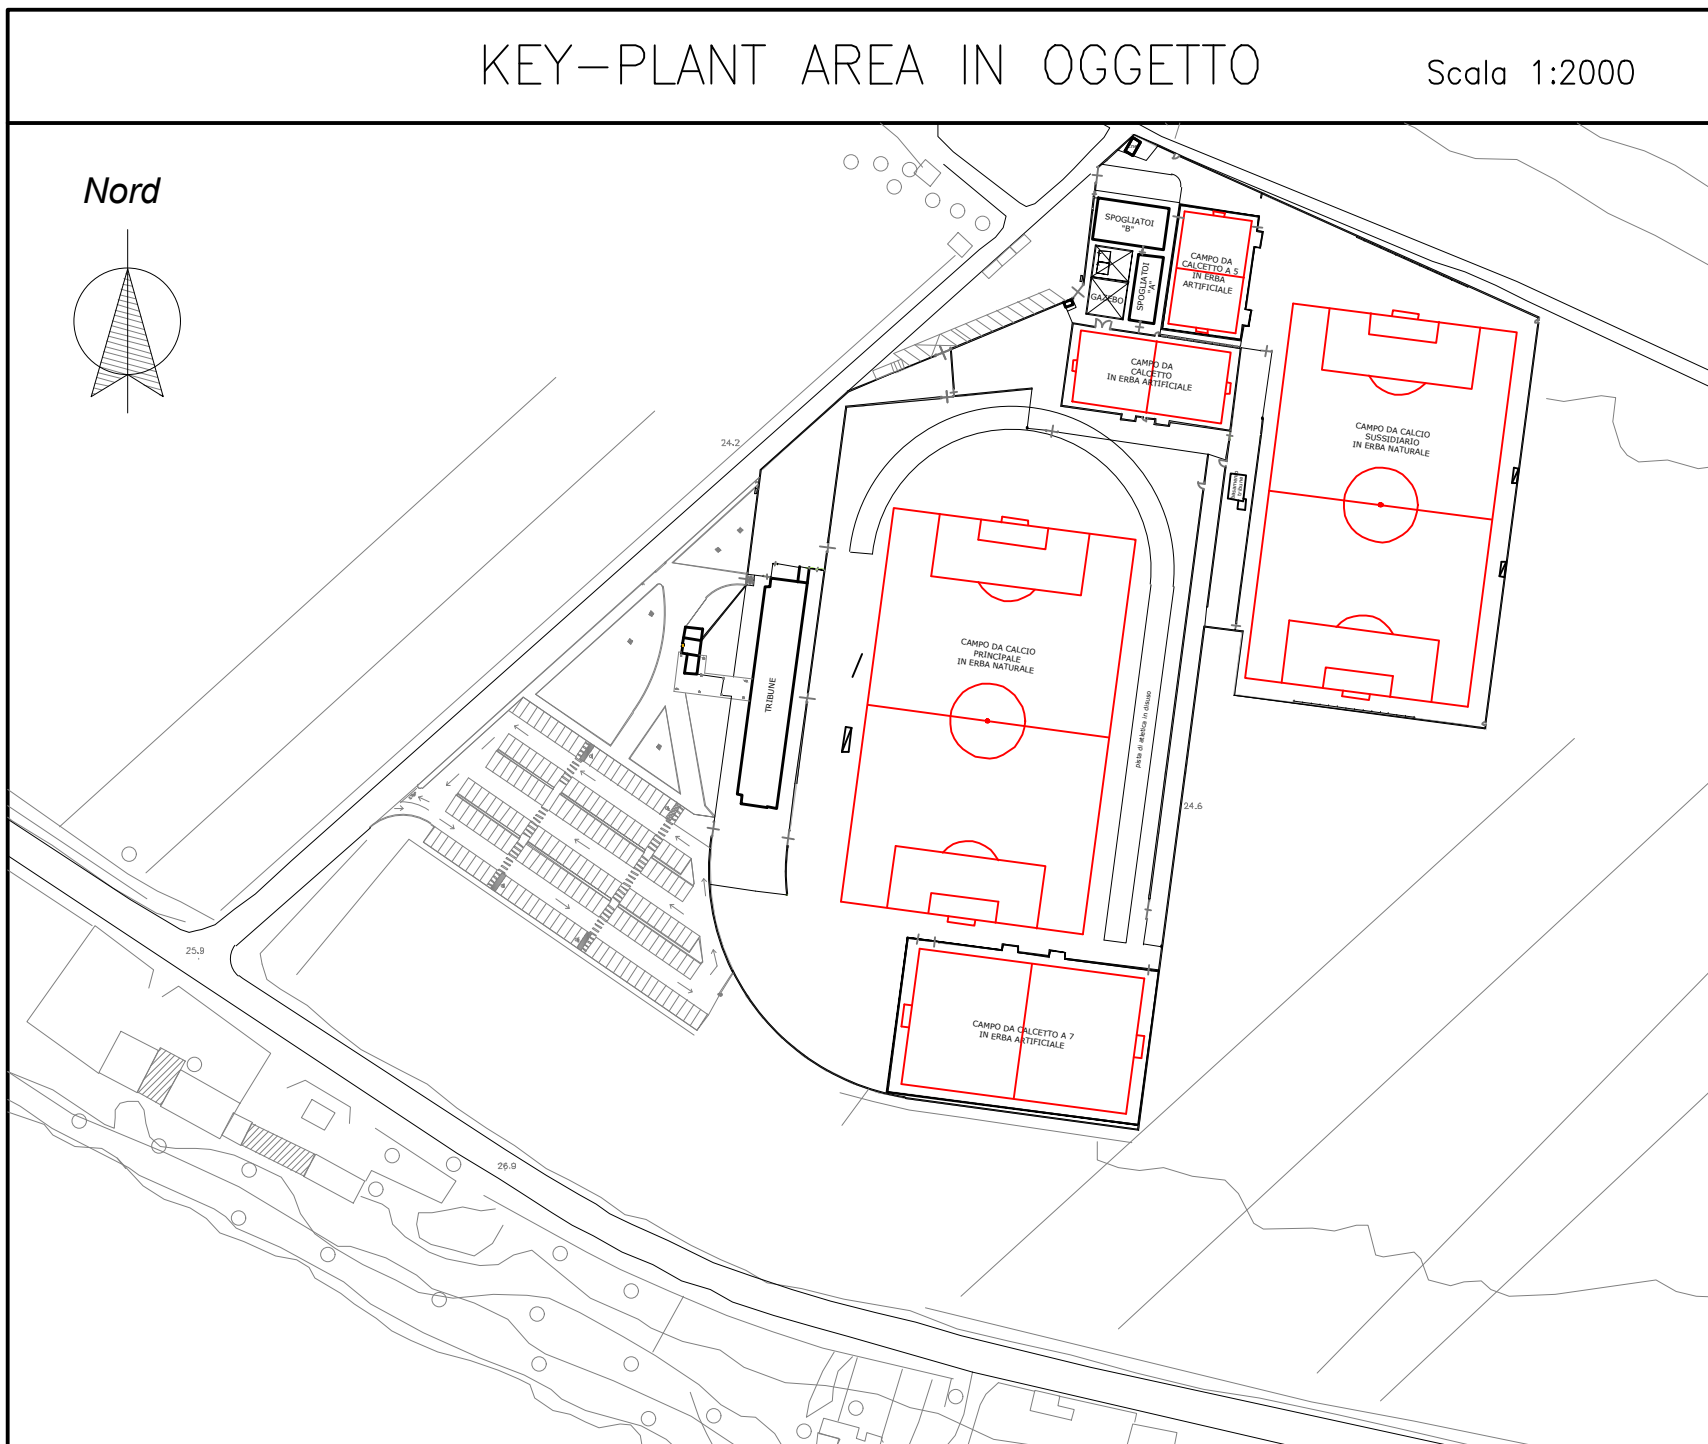 KEY-PLANT AREA IN OGGETTO
Scala 1:2000
Nord
SPOGLIATOI
"B"
CAMPO DA
CALCETTO A 5
IN ERBA
ARTIFICIALE
SPOGLIATOI
"A"
GAZEBO
CAMPO DA
CALCETTO
IN ERBA ARTIFICIALE
CAMPO DA CALCIO
SUSSIDIARIO
IN ERBA NATURALE
24.2
tribune
CAMPO DA CALCIO
PRINCIPALE
IN ERBA NATURALE
TRIBUNE
pista di atletica in disuso
24.6
25.9
CAMPO DA CALCETTO A 7
IN ERBA ARTIFICIALE
26.9